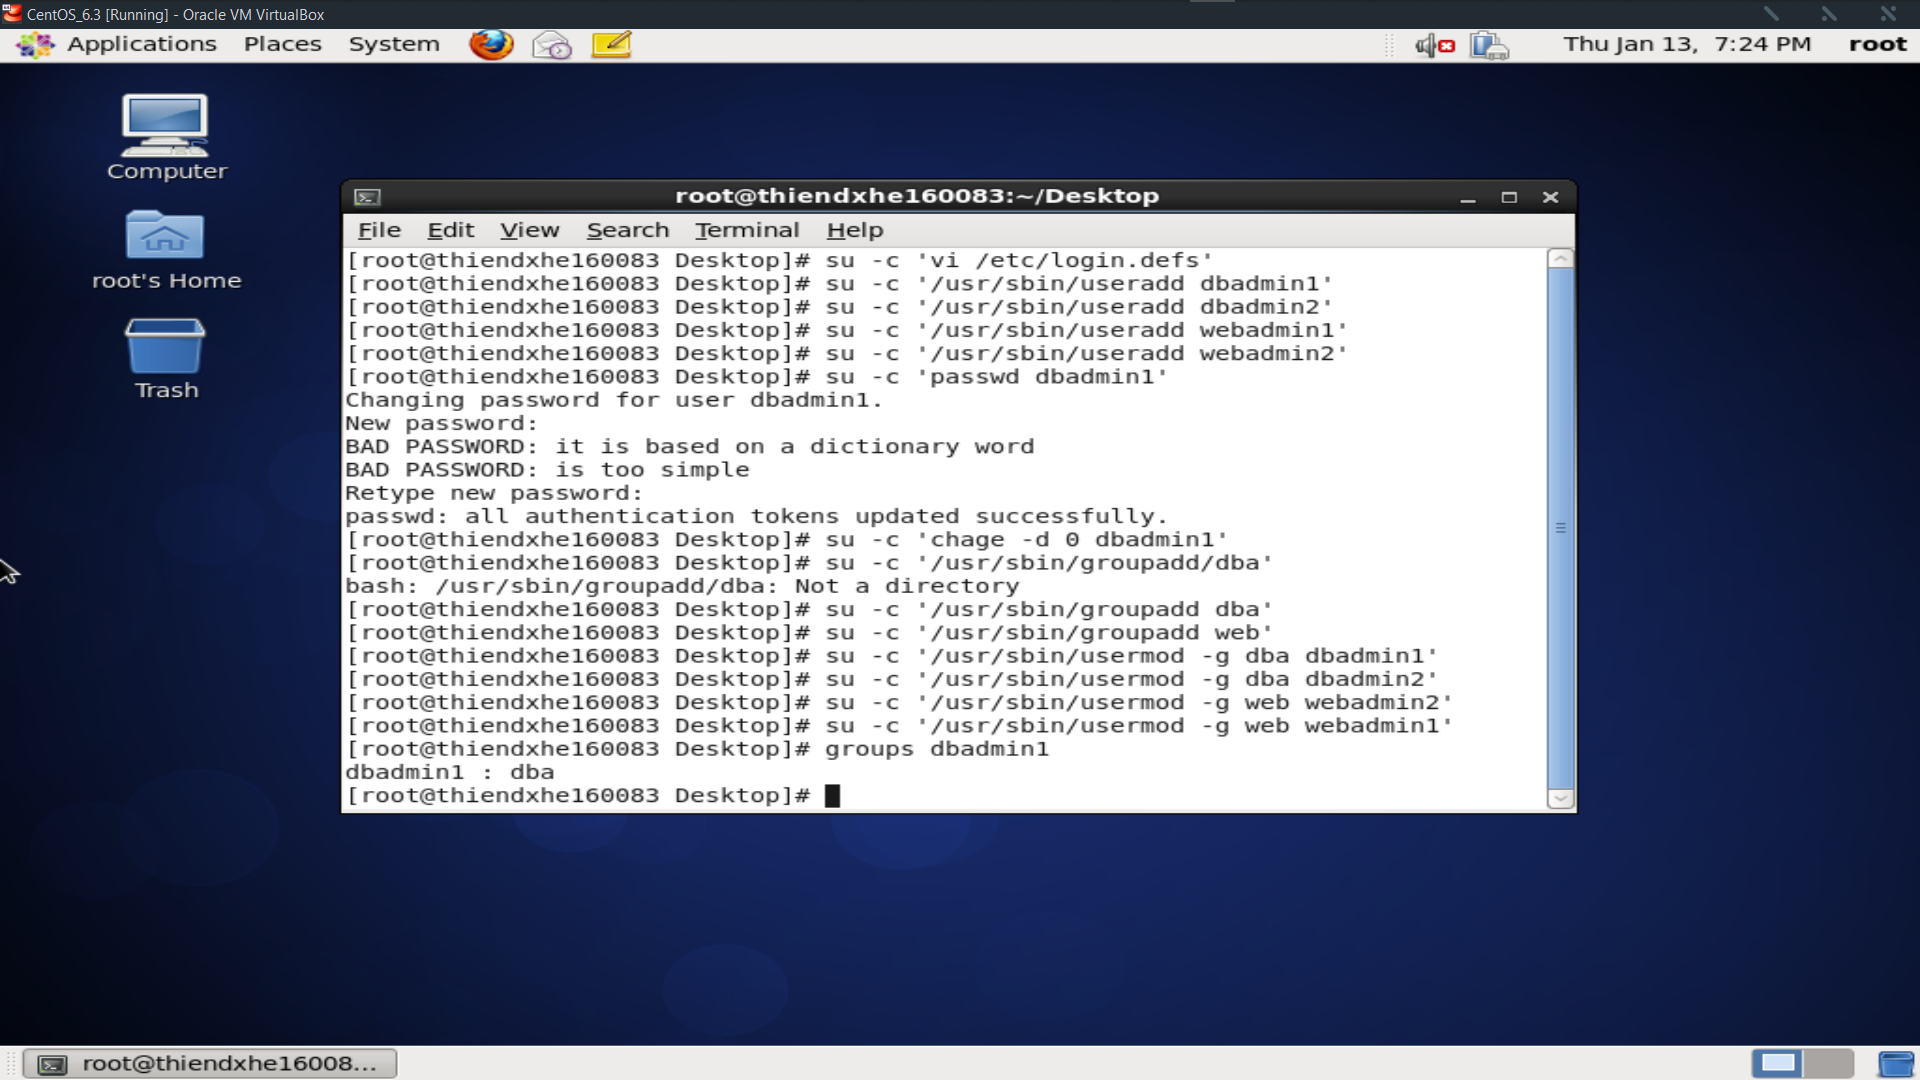 CentOS_6.3 [Running] - Oracle VM VirtualBox
Applications Places System Thu Jan 13, 7:24 PM root
Computer
root's Home
Trash
root@thiendxhe160083:~/Desktop
File Edit View Search Terminal Help
[root@thiendxhe160083 Desktop]# su -c 'vi /etc/login.defs'
[root@thiendxhe160083 Desktop]# su -c '/usr/sbin/useradd dbadmin1'
[root@thiendxhe160083 Desktop]# su -c '/usr/sbin/useradd dbadmin2'
[root@thiendxhe160083 Desktop]# su -c '/usr/sbin/useradd webadmin1'
[root@thiendxhe160083 Desktop]# su -c '/usr/sbin/useradd webadmin2'
[root@thiendxhe160083 Desktop]# su -c 'passwd dbadmin1'
Changing password for user dbadmin1.
New password:
BAD PASSWORD: it is based on a dictionary word
BAD PASSWORD: is too simple
Retype new password:
passwd: all authentication tokens updated successfully.
[root@thiendxhe160083 Desktop]# su -c 'chage -d 0 dbadmin1'
[root@thiendxhe160083 Desktop]# su -c '/usr/sbin/groupadd/dba'
bash: /usr/sbin/groupadd/dba: Not a directory
[root@thiendxhe160083 Desktop]# su -c '/usr/sbin/groupadd dba'
[root@thiendxhe160083 Desktop]# su -c '/usr/sbin/groupadd web'
[root@thiendxhe160083 Desktop]# su -c '/usr/sbin/usermod -g dba dbadmin1'
[root@thiendxhe160083 Desktop]# su -c '/usr/sbin/usermod -g dba dbadmin2'
[root@thiendxhe160083 Desktop]# su -c '/usr/sbin/usermod -g web webadmin2'
[root@thiendxhe160083 Desktop]# su -c '/usr/sbin/usermod -g web webadmin1'
[root@thiendxhe160083 Desktop]# groups dbadmin1
dbadmin1 : dba
[root@thiendxhe160083 Desktop]#
root@thiendxhe16008...